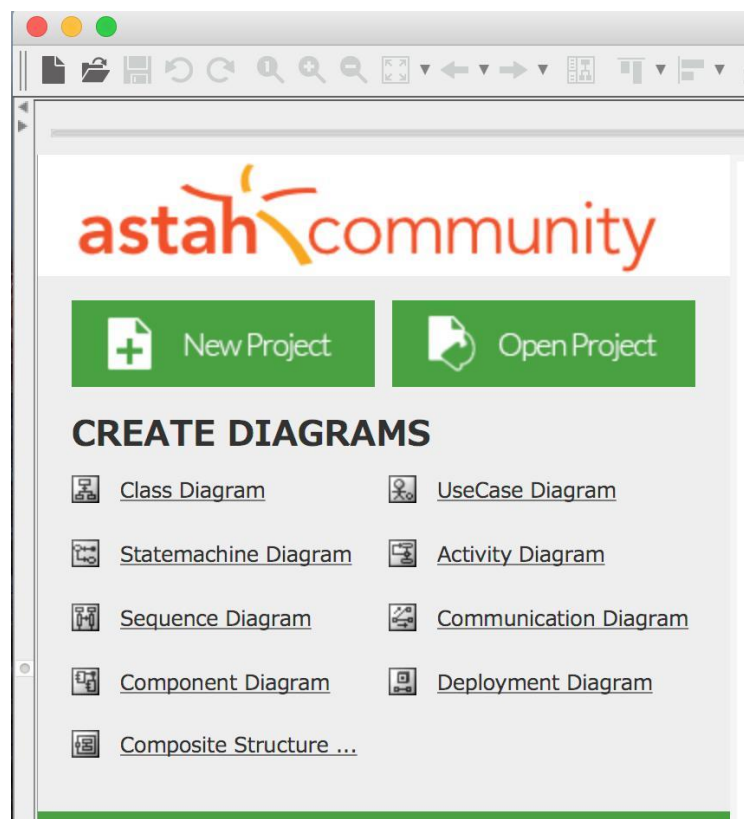 astah community
New Project Open Project
CREATE DIAGRAMS
Class Diagram UseCase Diagram
Statemachine Diagram Activity Diagram
Sequence Diagram Communication Diagram
Component Diagram Deployment Diagram
Composite Structure ...